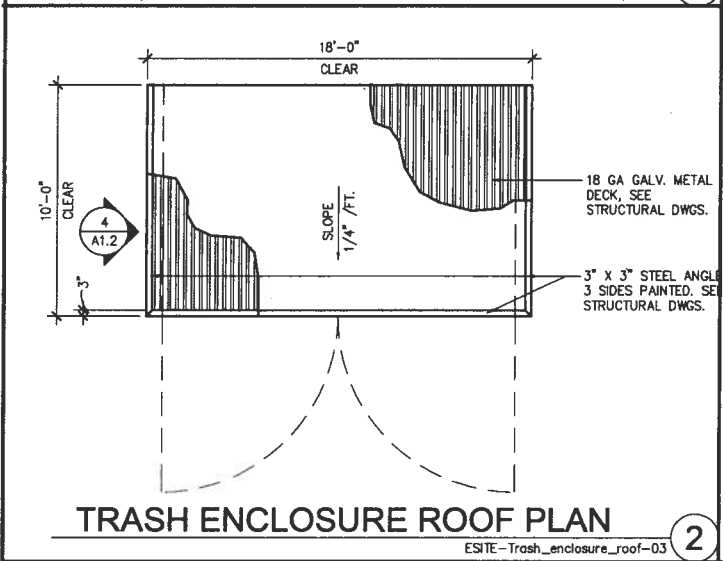 18'-0"
CLEAR
10'-0"
CLEAR
4
A1.2
3"
SLOPE
1/4" /FT.
18 GA GALV. METAL
DECK, SEE
STRUCTURAL DWGS.
3" X 3" STEEL ANGLE
3 SIDES PAINTED. SEE
STRUCTURAL DWGS.
TRASH ENCLOSURE ROOF PLAN
ESITE-Trash_enclosure_roof-03
2